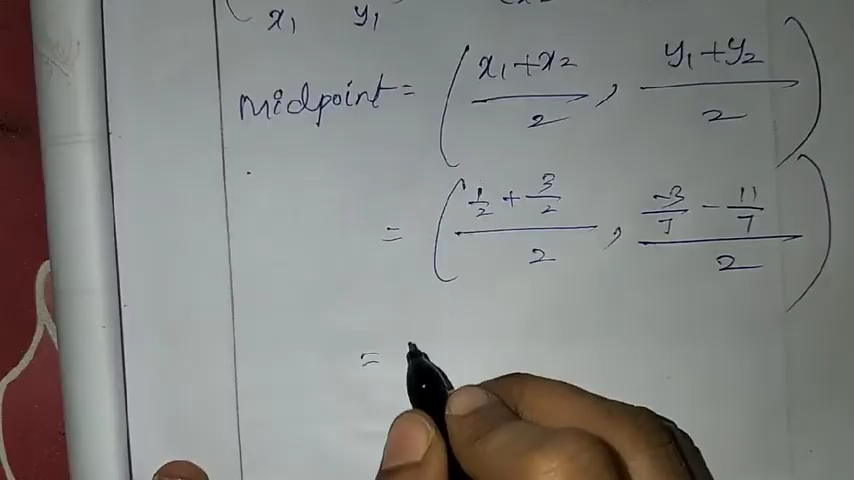 x₁ y₁
Midpoint = ( (x₁+x₂)/2 , (y₁+y₂)/2 )
= ( (1/2 + 3/2)/2 , (-3/7 - 11/7)/2 )
=